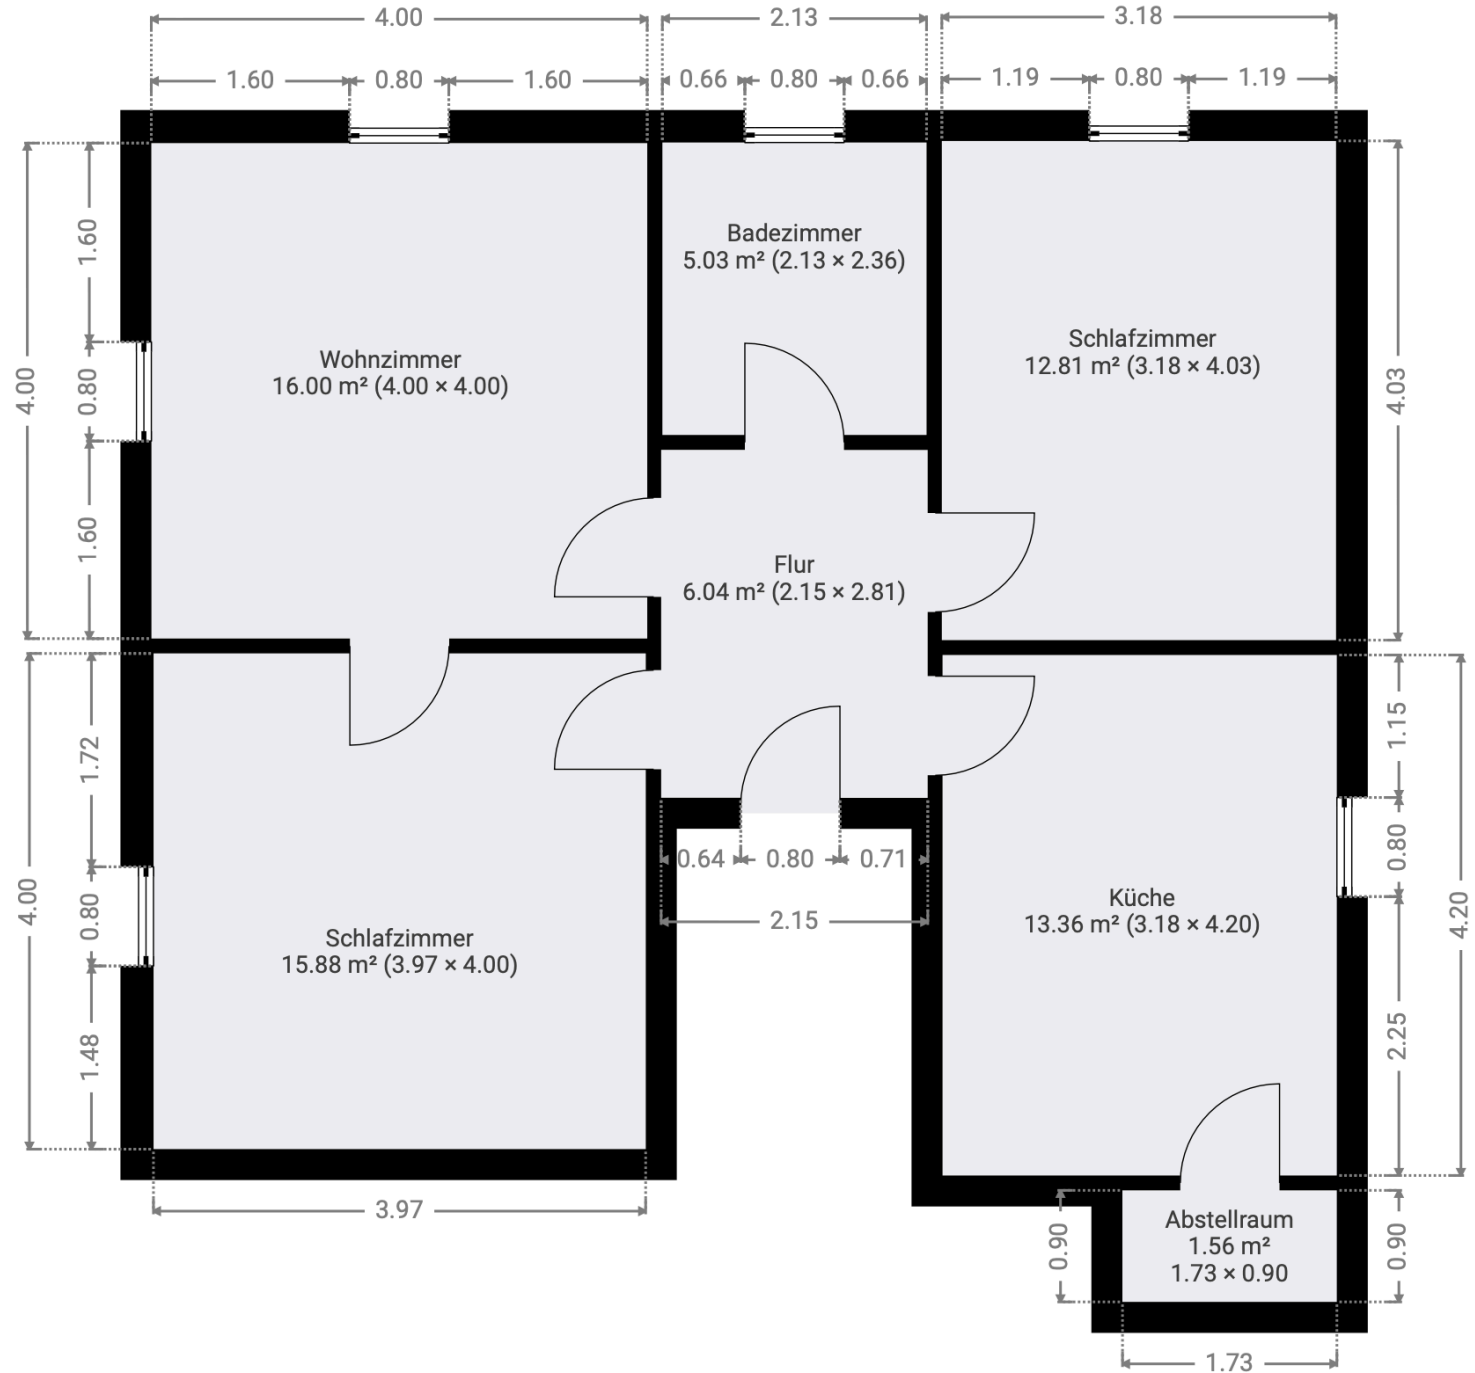 4.00
2.13
3.18
1.60
0.80
1.60
0.66
0.80
0.66
1.19
0.80
1.19
4.00
1.60
0.80
1.60
Wohnzimmer
16.00 m² (4.00 × 4.00)
Badezimmer
5.03 m² (2.13 × 2.36)
Schlafzimmer
12.81 m² (3.18 × 4.03)
4.03
Flur
6.04 m² (2.15 × 2.81)
4.00
1.72
0.80
1.48
Schlafzimmer
15.88 m² (3.97 × 4.00)
0.64
0.80
0.71
2.15
Küche
13.36 m² (3.18 × 4.20)
1.15
0.80
2.25
4.20
3.97
0.90
Abstellraum
1.56 m²
1.73 × 0.90
0.90
1.73